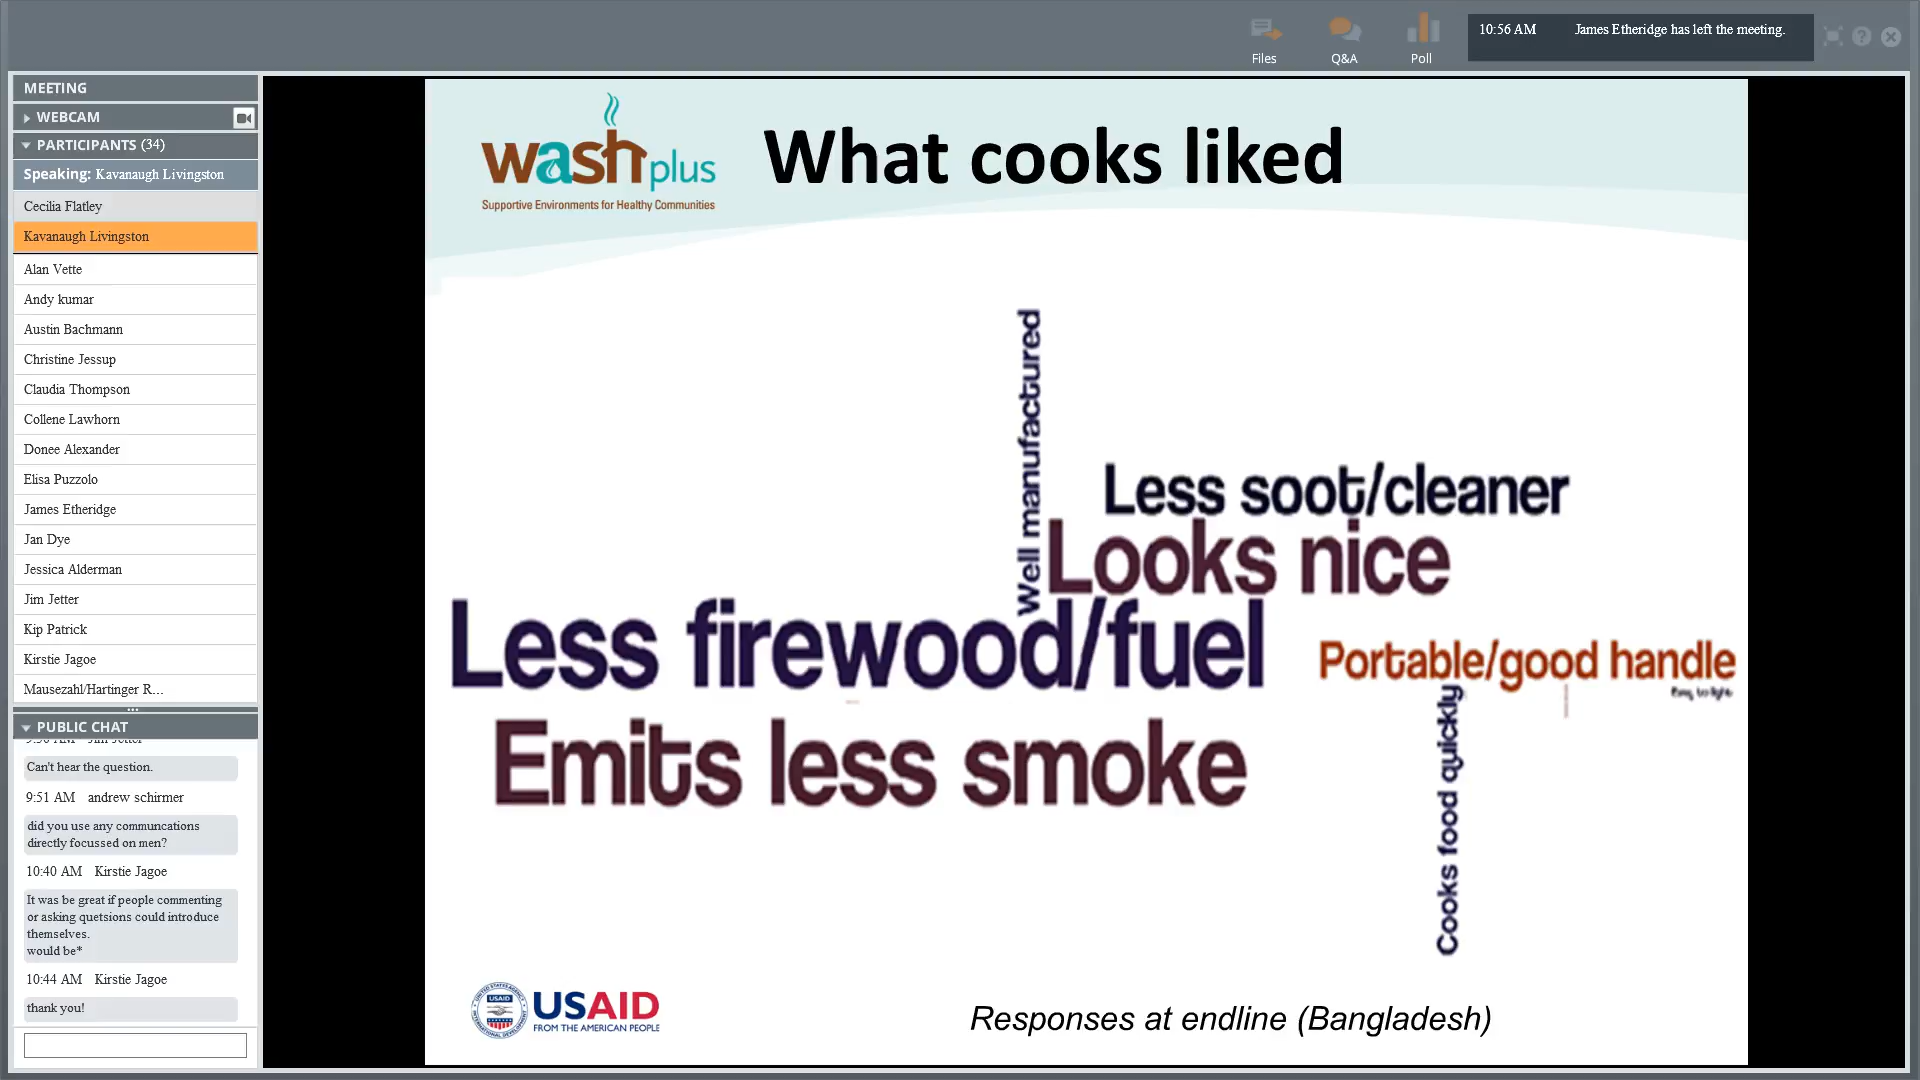 Files
Q&A
Poll
10:56 AM James Etheridge has left the meeting.
MEETING
WEBCAM
PARTICIPANTS (34)
Speaking: Kavanaugh Livingston
Cecilia Flatley
Kavanaugh Livingston
Alan Vette
Andy kumar
Austin Bachmann
Christine Jessup
Claudia Thompson
Collene Lawhorn
Donee Alexander
Elisa Puzzolo
James Etheridge
Jan Dye
Jessica Alderman
Jim Jetter
Kip Patrick
Kirstie Jagoe
Mausezahl/Hartinger R...
PUBLIC CHAT
Can't hear the question.
9:51 AM andrew schirmer
did you use any communcations
directly focussed on men?
10:40 AM Kirstie Jagoe
It was be great if people commenting
or asking quetsions could introduce
themselves.
would be*
10:44 AM Kirstie Jagoe
thank you!
washplus
Supportive Environments for Healthy Communities
What cooks liked
Well manufactured
Less soot/cleaner
Looks nice
Less firewood/fuel
Portable/good handle
Easy to light
Emits less smoke
Cooks food quickly
USAID
USAID
FROM THE AMERICAN PEOPLE
Responses at endline (Bangladesh)